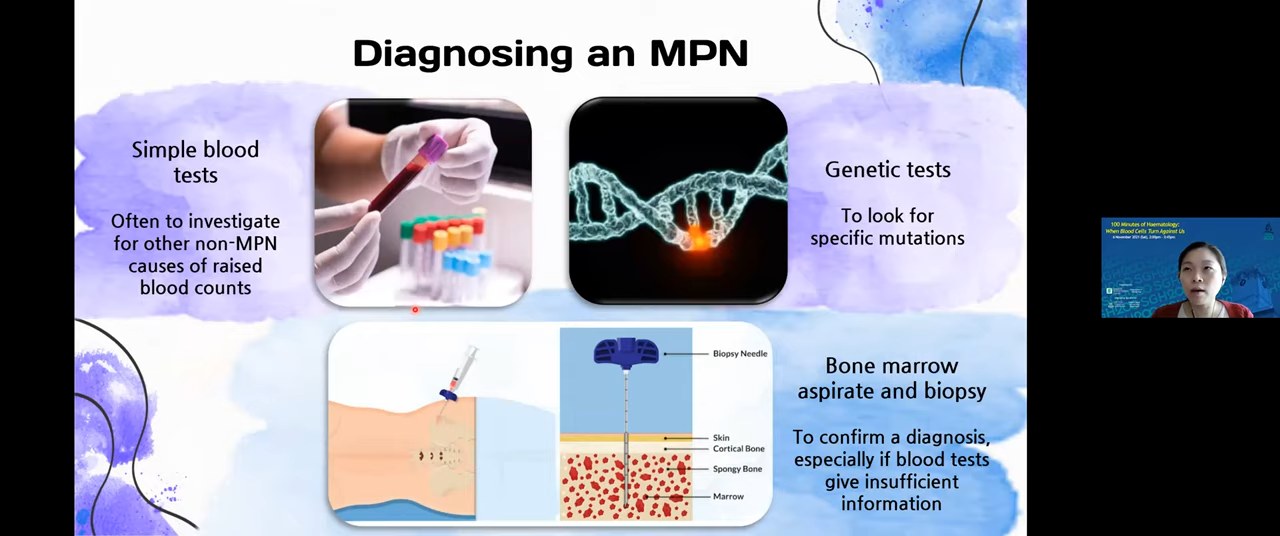 Diagnosing an MPN
Simple blood
tests
Often to investigate
for other non-MPN
causes of raised
blood counts
Genetic tests
To look for
specific mutations
Biopsy Needle
Skin
Cortical Bone
Spongy Bone
Marrow
Bone marrow
aspirate and biopsy
To confirm a diagnosis,
especially if blood tests
give insufficient
information
100 Minutes of Haematology:
When Blood Cells Turn Against Us